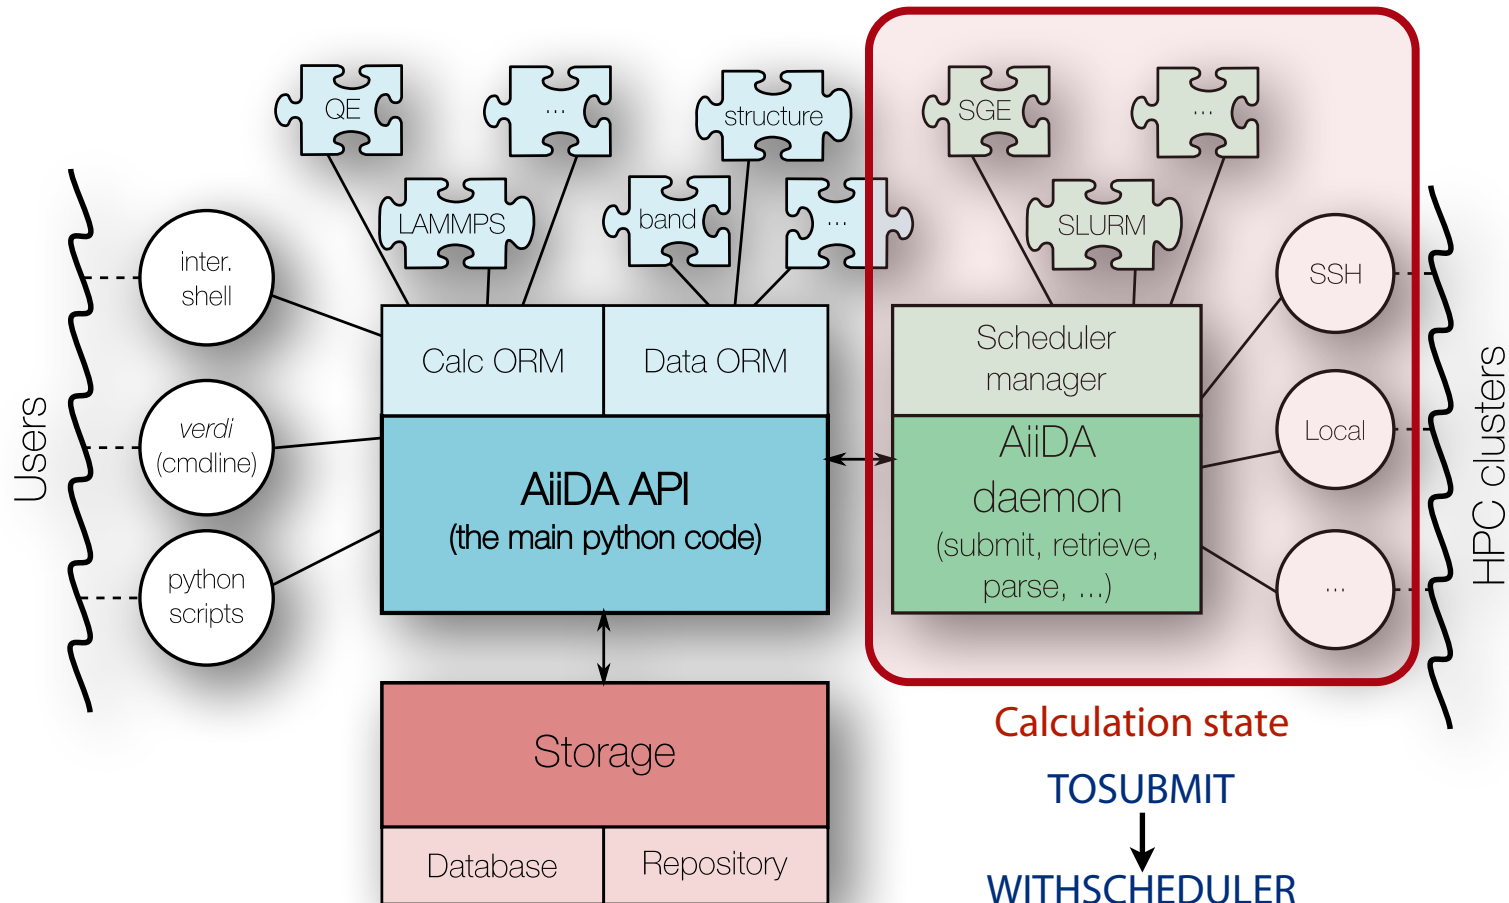 QE
...
structure
SGE
...
LAMMPS
band
...
SLURM
Users
inter.
shell
verdi
(cmdline)
python
scripts
Calc ORM
Data ORM
AiiDA API
(the main python code)
Scheduler
manager
AiiDA
daemon
(submit, retrieve,
parse, ...)
SSH
Local
...
HPC clusters
Storage
Database
Repository
Calculation state
TOSUBMIT
WITHSCHEDULER